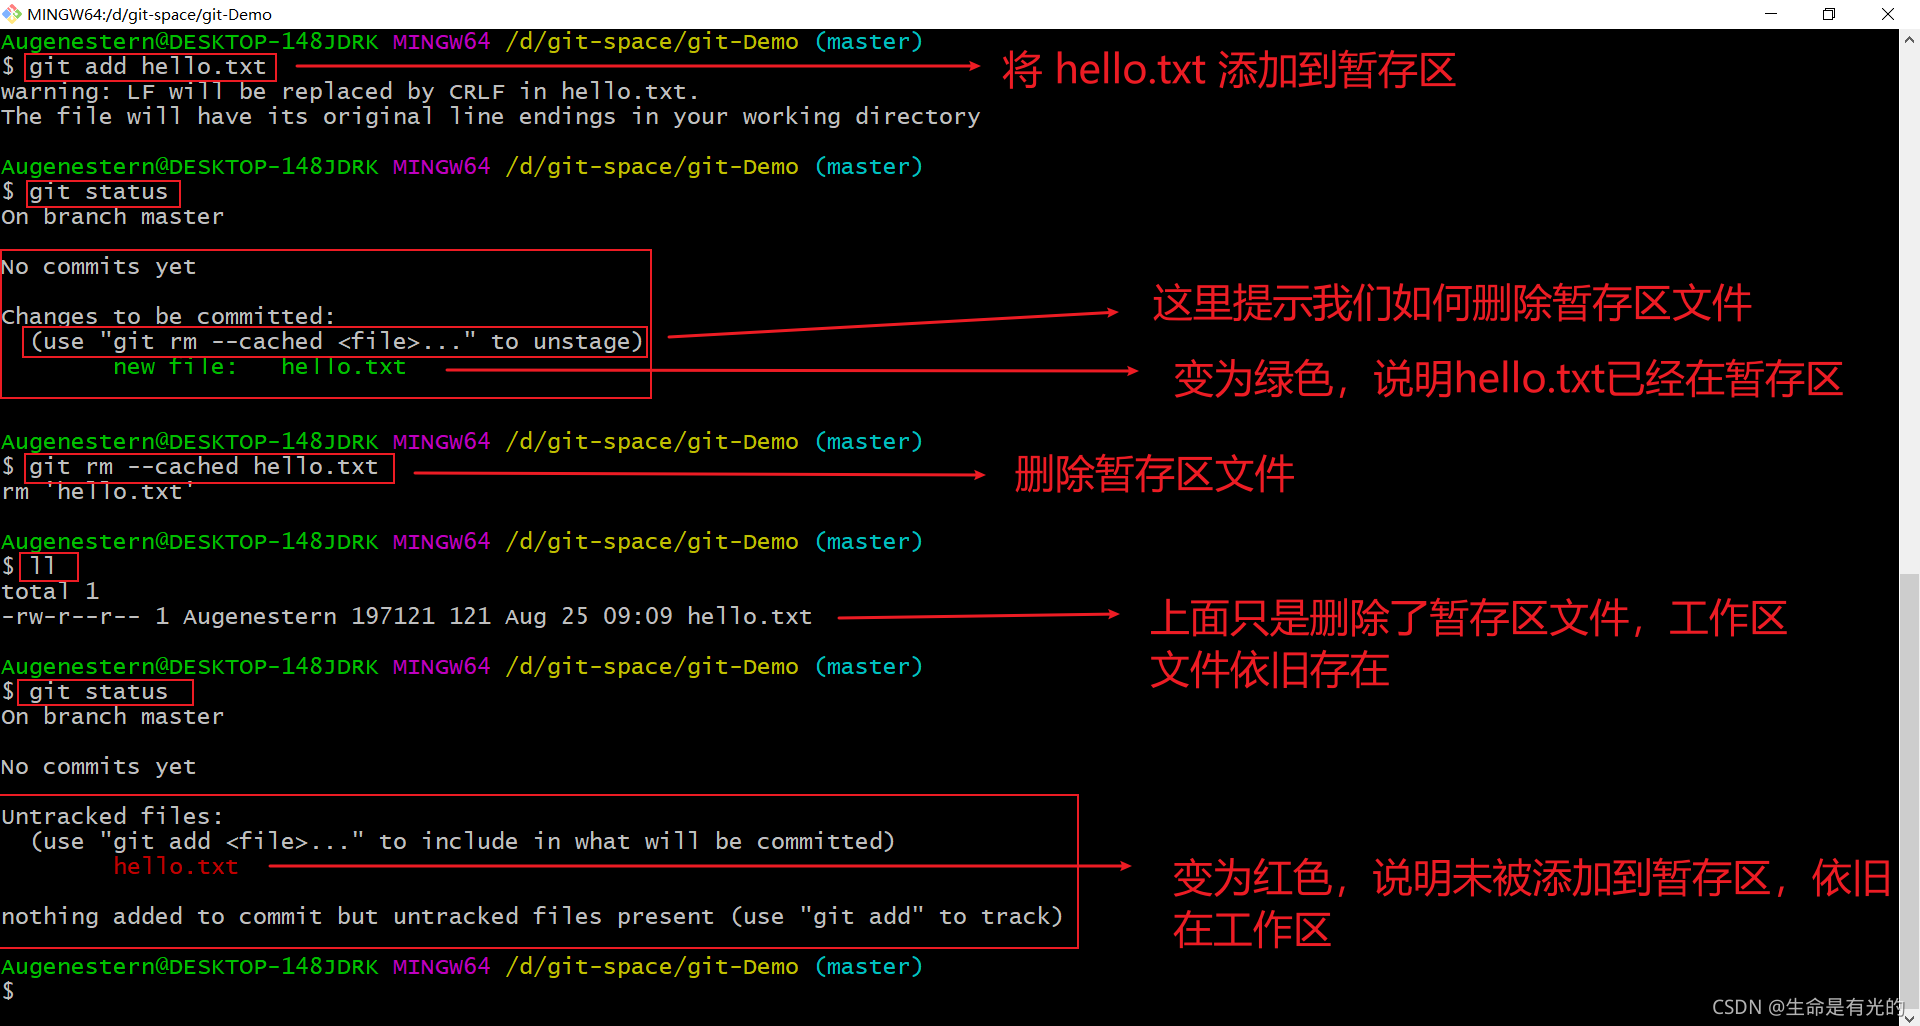 MINGW64:/d/git-space/git-Demo
Augenestern@DESKTOP-148JDRK MINGW64 /d/git-space/git-Demo (master)
$ git add hello.txt
将 hello.txt 添加到暂存区
warning: LF will be replaced by CRLF in hello.txt.
The file will have its original line endings in your working directory
Augenestern@DESKTOP-148JDRK MINGW64 /d/git-space/git-Demo (master)
$ git status
On branch master
No commits yet
Changes to be committed:
(use "git rm --cached <file>..." to unstage)
这里提示我们如何删除暂存区文件
new file: hello.txt
变为绿色，说明hello.txt已经在暂存区
Augenestern@DESKTOP-148JDRK MINGW64 /d/git-space/git-Demo (master)
$ git rm --cached hello.txt
删除暂存区文件
rm 'hello.txt'
Augenestern@DESKTOP-148JDRK MINGW64 /d/git-space/git-Demo (master)
$ ll
total 1
-rw-r--r-- 1 Augenestern 197121 121 Aug 25 09:09 hello.txt
上面只是删除了暂存区文件，工作区
文件依旧存在
Augenestern@DESKTOP-148JDRK MINGW64 /d/git-space/git-Demo (master)
$ git status
On branch master
No commits yet
Untracked files:
(use "git add <file>..." to include in what will be committed)
hello.txt
变为红色，说明未被添加到暂存区，依旧
在工作区
nothing added to commit but untracked files present (use "git add" to track)
Augenestern@DESKTOP-148JDRK MINGW64 /d/git-space/git-Demo (master)
$
CSDN @生命是有光的